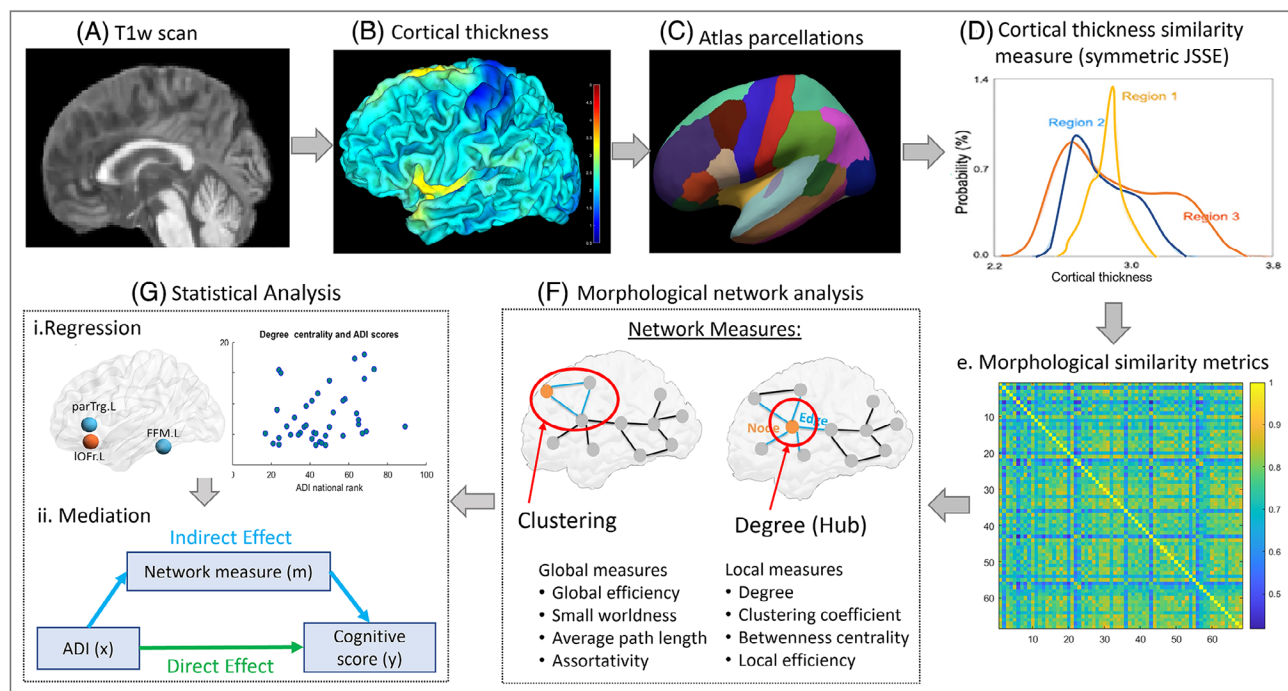 (A) T1w scan
(B) Cortical thickness
(C) Atlas parcellations
(D) Cortical thickness similarity
measure (symmetric JSSE)
1.4
Region 1
Region 2
Probability (%)
0.7
Region 3
0.0
2.2
3.0
3.8
Cortical thickness
(G) Statistical Analysis
i.Regression
parTrg.L
FFM.L
IOFr.L
Degree centrality and ADI scores
20
10
0
20
40
60
80
100
ADI national rank
ii. Mediation
Indirect Effect
Network measure (m)
ADI (x)
Cognitive
score (y)
Direct Effect
(F) Morphological network analysis
Network Measures:
Node
Edge
Clustering
Degree (Hub)
Global measures
• Global efficiency
• Small worldness
• Average path length
• Assortativity
Local measures
• Degree
• Clustering coefficient
• Betwenness centrality
• Local efficiency
e. Morphological similarity metrics
10
20
30
40
50
60
10
20
30
40
50
60
1
0.9
0.8
0.7
0.6
0.5